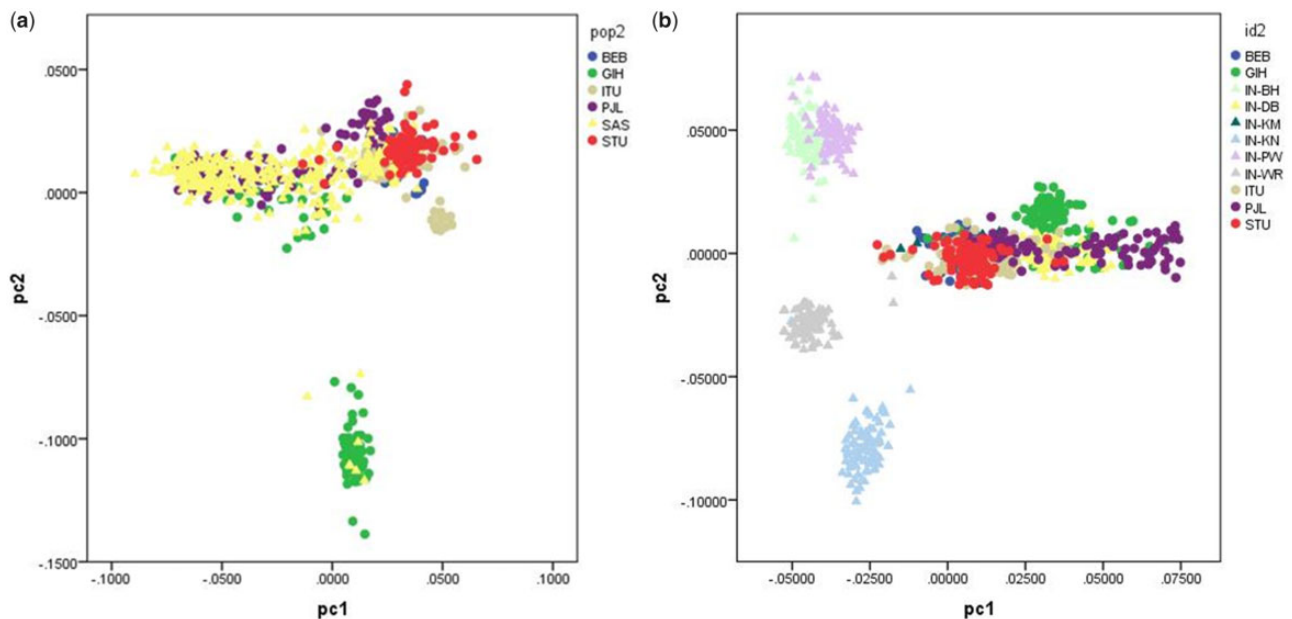 (a)
pop2
BEB
GIH
ITU
PJL
SAS
STU
.0500
.0000
-.0500
-.1000
-.1500
pc2
-.1000
-.0500
.0000
.0500
.1000
pc1
(b)
id2
BEB
GIH
IN-BH
IN-DB
IN-KM
IN-KN
IN-PW
IN-WR
ITU
PJL
STU
.05000
.00000
-.05000
-.10000
pc2
-.05000
-.02500
.00000
.02500
.05000
.07500
pc1